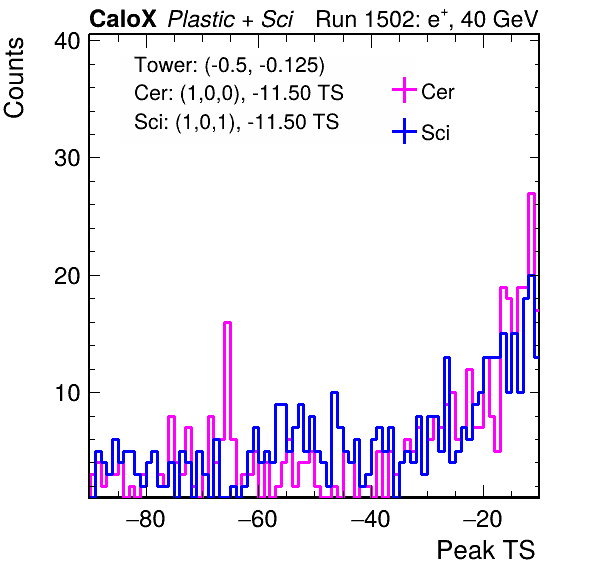 CaloX Plastic + Sci Run 1502: e⁺, 40 GeV
Counts
40
30
20
10
Tower: (-0.5, -0.125)
Cer: (1,0,0), -11.50 TS
Sci: (1,0,1), -11.50 TS
Cer
Sci
−80 −60 −40 −20
Peak TS